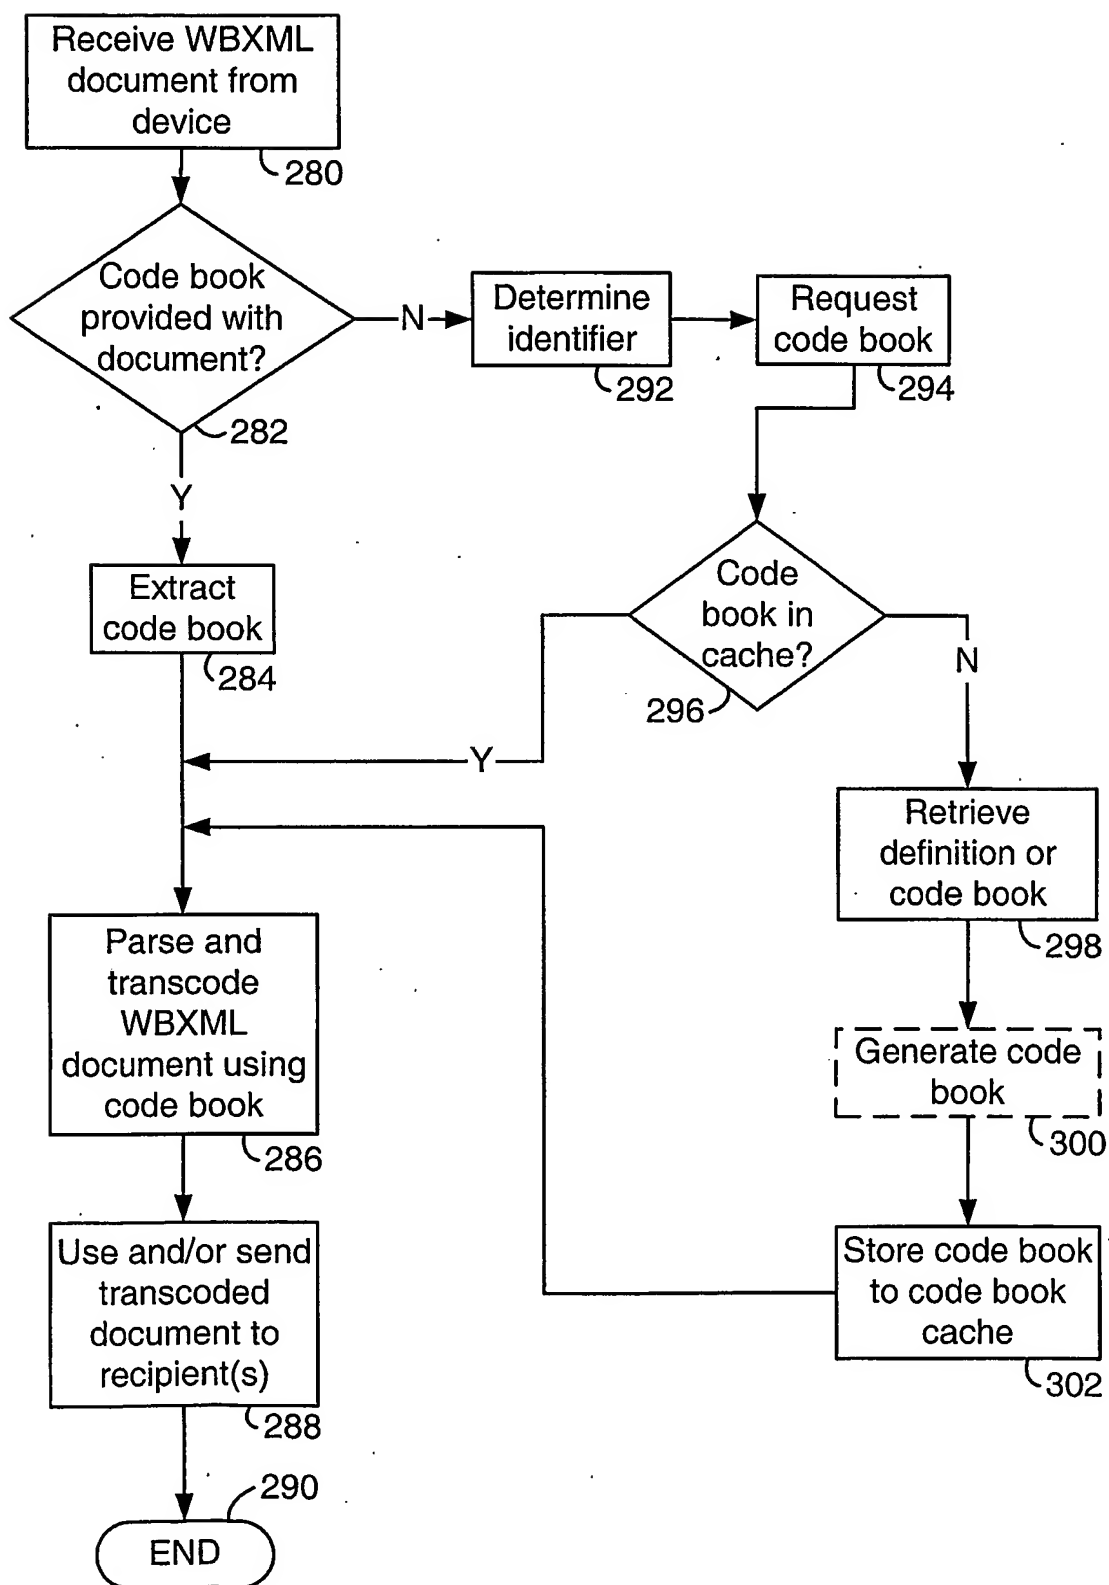 Receive WBXML
document from
device
280
Code book
provided with
document?
282
N
Determine
identifier
292
Request
code book
294
Y
Extract
code book
284
Code
book in
cache?
296
N
Y
Retrieve
definition or
code book
298
Parse and
transcode
WBXML
document using
code book
286
Generate code
book
300
Use and/or send
transcoded
document to
recipient(s)
288
Store code book
to code book
cache
302
290
END